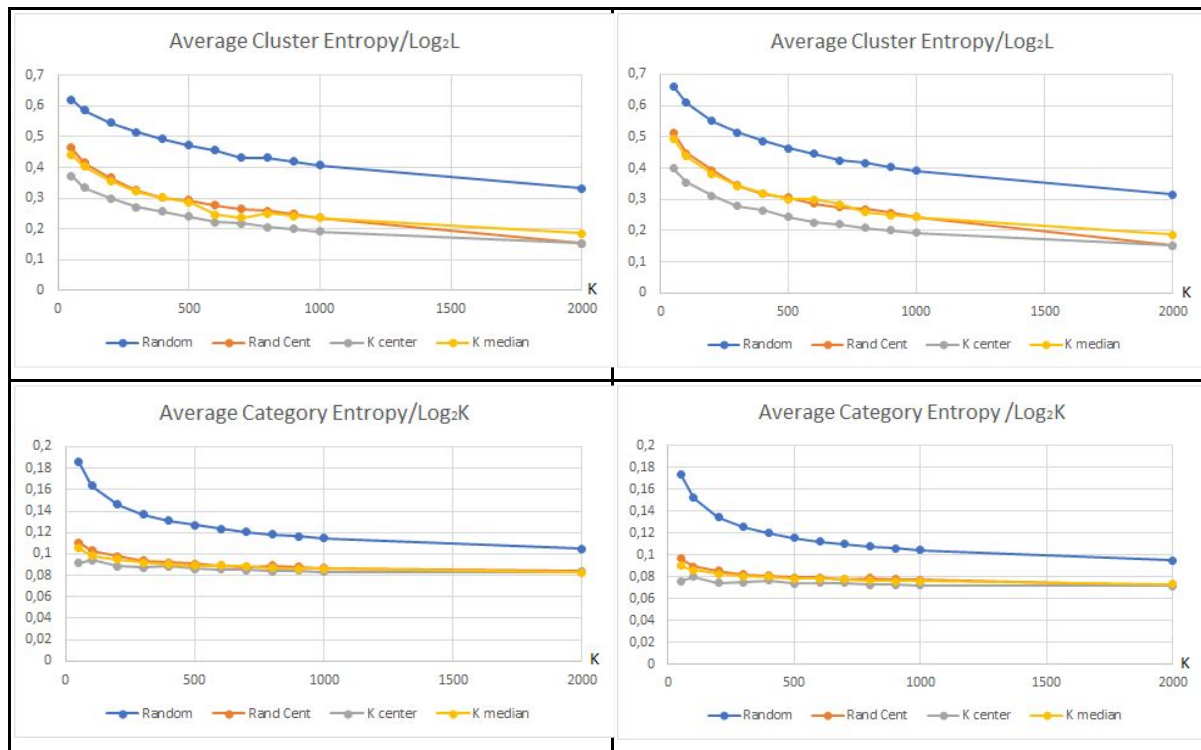 Average Cluster Entropy/Log₂L
0,7
0,6
0,5
0,4
0,3
0,2
0,1
0
0 500 1000 1500 2000
K
Random Rand Cent K center K median
Average Cluster Entropy/Log₂L
0,7
0,6
0,5
0,4
0,3
0,2
0,1
0
0 500 1000 1500 2000
K
Random Rand Cent K center K median
Average Category Entropy/Log₂K
0,2
0,18
0,16
0,14
0,12
0,1
0,08
0,06
0,04
0,02
0
0 500 1000 1500 2000
K
Random Rand Cent K center K median
Average Category Entropy /Log₂K
0,2
0,18
0,16
0,14
0,12
0,1
0,08
0,06
0,04
0,02
0
0 500 1000 1500 2000
K
Random Rand Cent K center K median